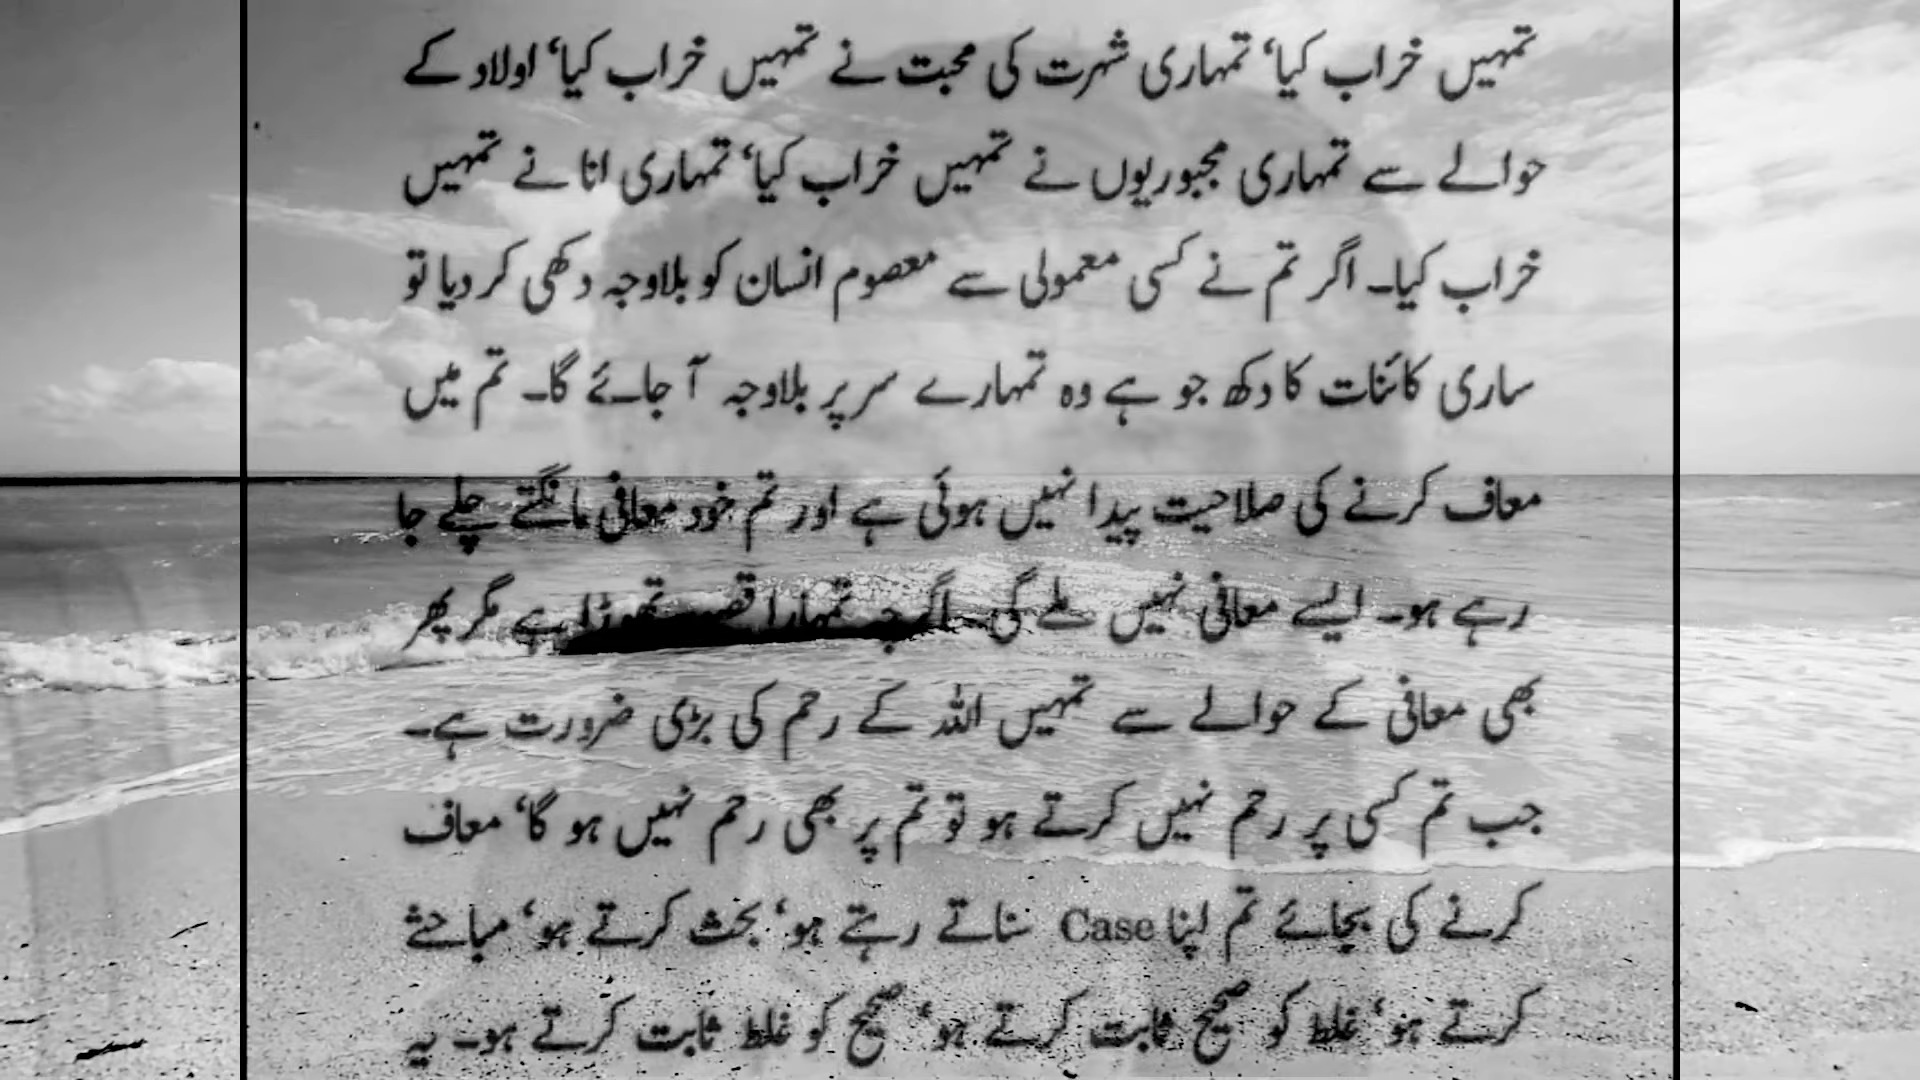 تمہیں خراب کیا، تمہاری شہرت کی محبت نے تمہیں خراب کیا، اولاد کے
حوالے سے تمہاری مجبوریوں نے تمہیں خراب کیا، تمہاری انا نے تمہیں
خراب کیا۔ اگر تم نے کسی معمولی سے معصوم انسان کو بلاوجہ دکھی کر دیا تو
ساری کائنات کا دکھ جو ہے وہ تمہارے سر پر بلاوجہ آ جائے گا۔ تم میں
معاف کرنے کی صلاحیت پیدا نہیں ہوئی ہے اور تم خود معافی مانگتے چلے جا
رہے ہو۔ ایسے معافی نہیں ملے گی اگرچہ تمہارا قصور تھوڑا ہے مگر پھر
بھی معافی کے حوالے سے تمہیں اللہ کے رحم کی بڑی ضرورت ہے۔
جب تم کسی پر رحم نہیں کرتے ہو تو تم پر بھی رحم نہیں ہو گا، معاف
کرنے کی بجائے تم اپنا Case سناتے رہتے ہو، بحث کرتے ہو، مباحثے
کرتے ہو، غلط کو صحیح ثابت کرتے ہو، صحیح کو غلط ثابت کرتے ہو۔ یہ